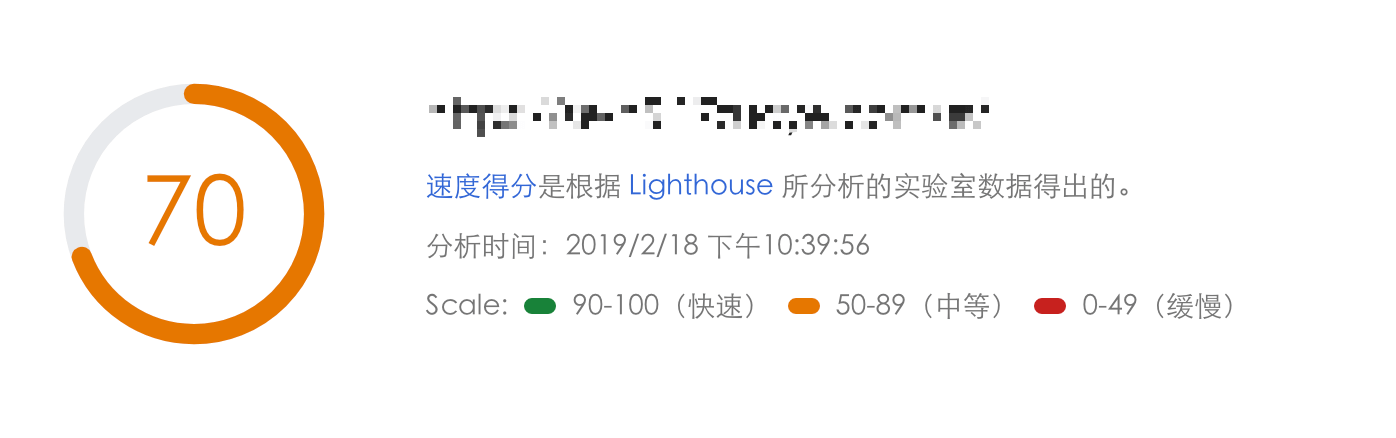 70
速度得分是根据 Lighthouse 所分析的实验室数据得出的。
分析时间：2019/2/18 下午10:39:56
Scale: 90-100（快速） 50-89（中等） 0-49（缓慢）